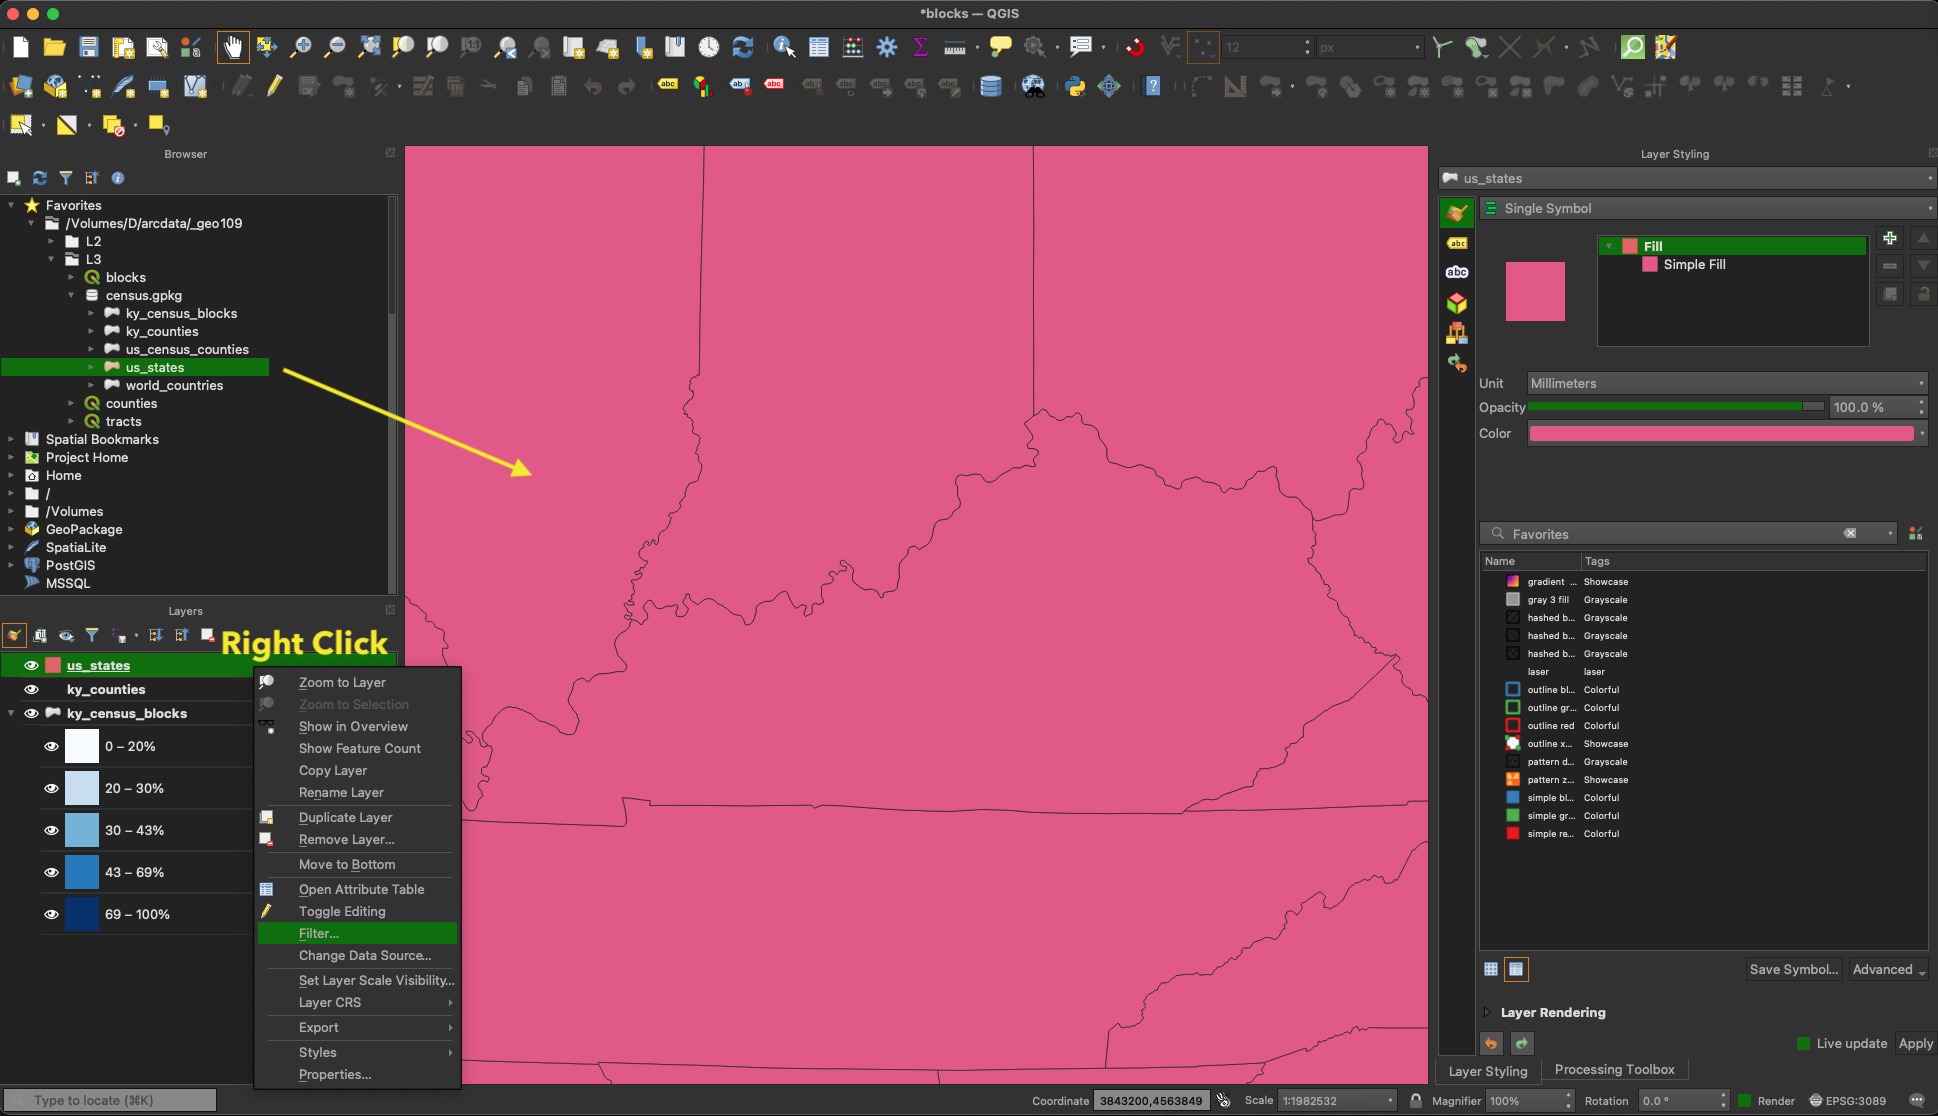 *blocks — QGIS
12
px
Browser
Favorites
/Volumes/D/arcdata/_geo109
L2
L3
blocks
census.gpkg
ky_census_blocks
ky_counties
us_census_counties
us_states
world_countries
counties
tracts
Spatial Bookmarks
Project Home
Home
/
/Volumes
GeoPackage
SpatiaLite
PostGIS
MSSQL
Layers
Right Click
us_states
ky_counties
ky_census_blocks
0 – 20%
20 – 30%
30 – 43%
43 – 69%
69 – 100%
Zoom to Layer
Zoom to Selection
Show in Overview
Show Feature Count
Copy Layer
Rename Layer
Duplicate Layer
Remove Layer...
Move to Bottom
Open Attribute Table
Toggle Editing
Filter...
Change Data Source...
Set Layer Scale Visibility...
Layer CRS
Export
Styles
Properties...
Layer Styling
us_states
Single Symbol
Fill
Simple Fill
Unit Millimeters
Opacity 100.0 %
Color
Favorites
Name Tags
gradient ... Showcase
gray 3 fill Grayscale
hashed b... Grayscale
hashed b... Grayscale
hashed b... Grayscale
laser laser
outline bl... Colorful
outline gr... Colorful
outline red Colorful
outline x... Showcase
pattern d... Grayscale
pattern z... Showcase
simple bl... Colorful
simple gr... Colorful
simple re... Colorful
Save Symbol... Advanced
Layer Rendering
Live update Apply
Layer Styling Processing Toolbox
Type to locate (⌘K) Coordinate 3843200,4563849 Scale 1:1982532 Magnifier 100% Rotation 0.0 ° Render EPSG:3089